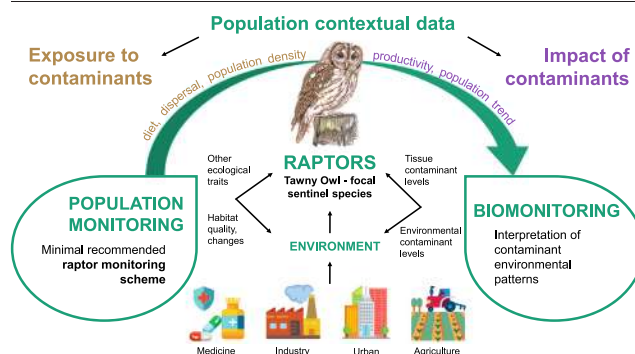 Population contextual data
Exposure to
contaminants
Impact of
contaminants
diet, dispersal, population density
productivity, population trend
Other
ecological
traits
RAPTORS
Tawny Owl - focal
sentinel species
Tissue
contaminant
levels
POPULATION
MONITORING
Minimal recommended
raptor monitoring
scheme
Habitat
quality,
changes
ENVIRONMENT
Environmental
contaminant
levels
BIOMONITORING
Interpretation of
contaminant
environmental
patterns
Medicine
Industry
Urban
Agriculture